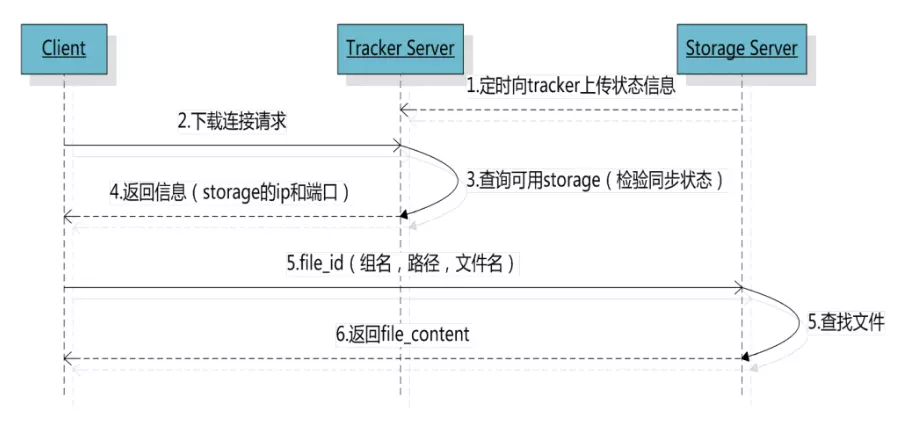 Client
Tracker Server
Storage Server
1.定时向tracker上传状态信息
2.下载连接请求
3.查询可用storage（检验同步状态）
4.返回信息（storage的ip和端口）
5.file_id（组名，路径，文件名）
5.查找文件
6.返回file_content